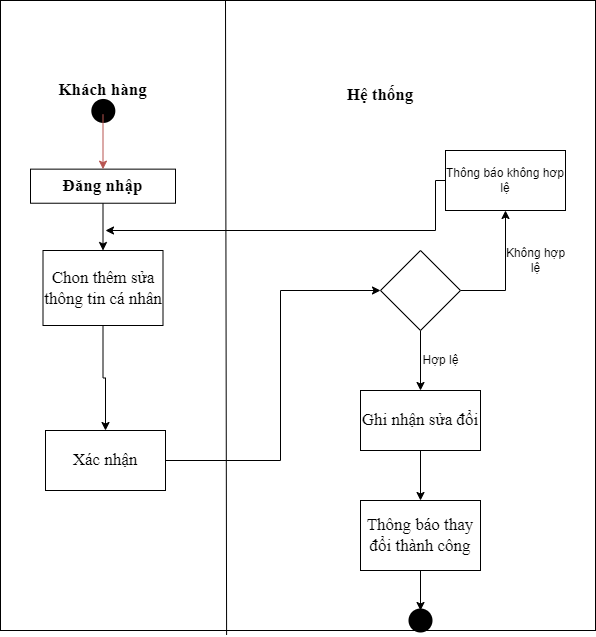 Khách hàng
Hệ thống
Đăng nhập
Thông báo không hợp
lệ
Chon thêm sửa
thông tin cá nhân
Không hợp
lệ
Hợp lệ
Ghi nhận sửa đổi
Xác nhận
Thông báo thay
đổi thành công